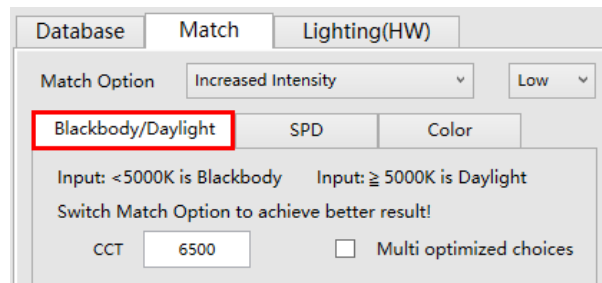 Database Match Lighting(HW)
Match Option Increased Intensity Low
Blackbody/Daylight SPD Color
Input: <5000K is Blackbody Input: ≧ 5000K is Daylight
Switch Match Option to achieve better result!
CCT 6500 Multi optimized choices